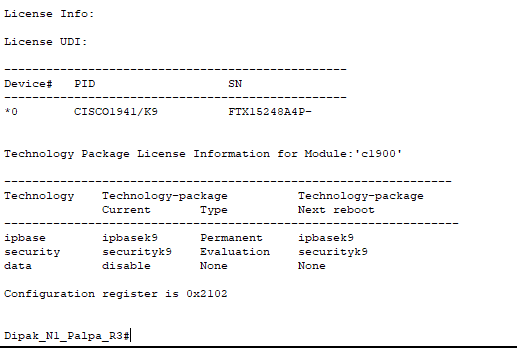 License Info:
License UDI:
-------------------------------------------------
Device#   PID                   SN
-------------------------------------------------
*0        CISCO1941/K9          FTX15248A4P-
Technology Package License Information for Module:'c1900'
----------------------------------------------------------------
Technology    Technology-package          Technology-package
              Current       Type          Next reboot
-----------------------------------------------------------------
ipbase        ipbasek9      Permanent     ipbasek9
security      securityk9    Evaluation    securityk9
data          disable       None          None
Configuration register is 0x2102
Dipak_N1_Palpa_R3#